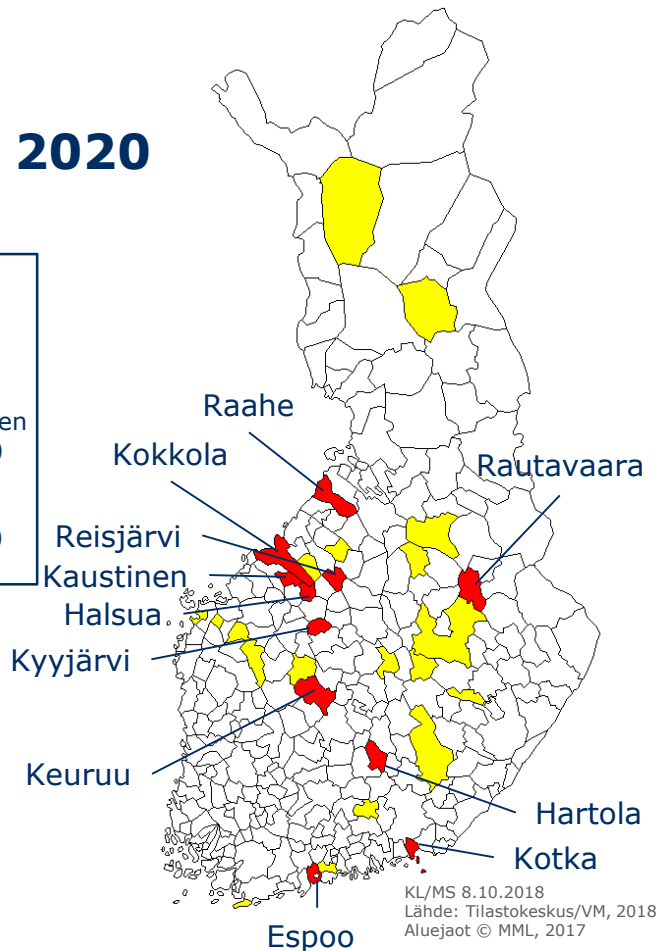 2020
en
)
)
Raahe
Kokkola
Rautavaara
Reisjärvi
Kaustinen
Halsua
Kyyjärvi
Keuruu
Hartola
Kotka
Espoo
KL/MS 8.10.2018
Lähde: Tilastokeskus/VM, 2018
Aluejaot © MML, 2017